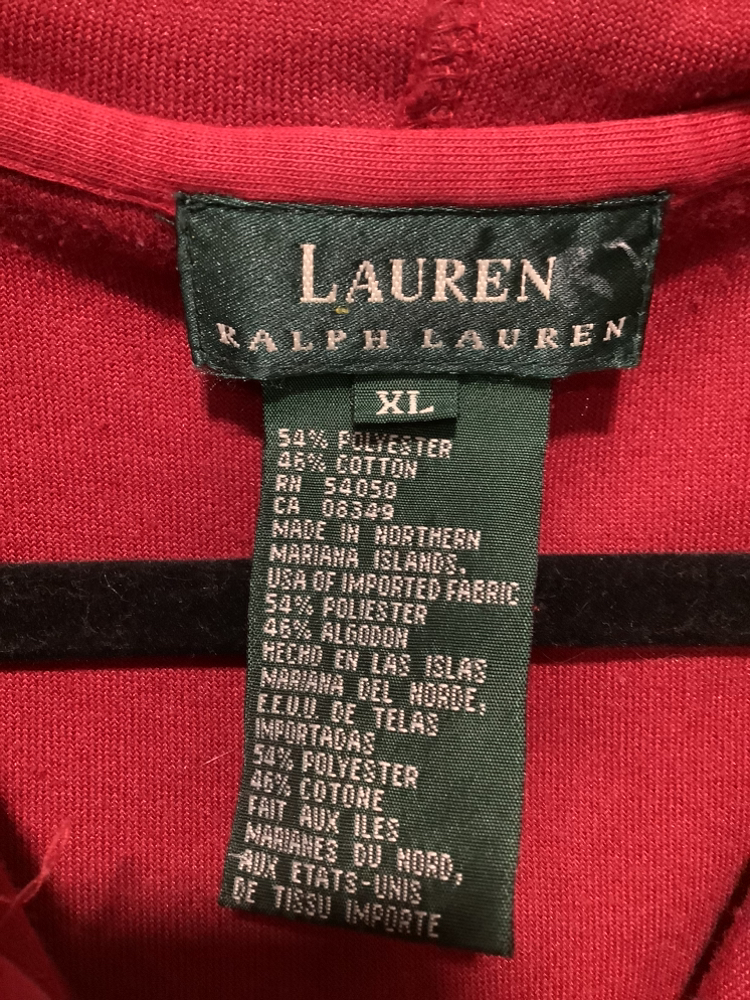 LAUREN
RALPH LAUREN
XL
54% POLYESTER
46% COTTON
RN 54050
CA 08349
MADE IN NORTHERN
MARIANA ISLANDS,
USA OF IMPORTED FABRIC
54% POLIESTER
46% ALGODON
HECHO EN LAS ISLAS
MARIANA DEL NORDE,
EE.UU. DE TELAS
IMPORTADAS
54% POLYESTER
46% COTONE
FAIT AUX ILES
MARIANES DU NORD,
AUX ETATS-UNIS
DE TISSU IMPORTE